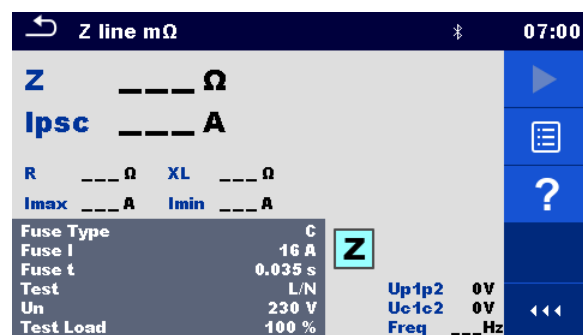 Z line mΩ 07:00
Z ___ Ω
Ipsc ___ A
R ___ Ω XL ___ Ω
Imax ___ A Imin ___ A
Fuse Type C
Fuse I 16 A
Fuse t 0.035 s
Z
Test L/N
Un 230 V
Test Load 100 %
Up1p2 0V
Uc1c2 0V
Freq ___Hz
?